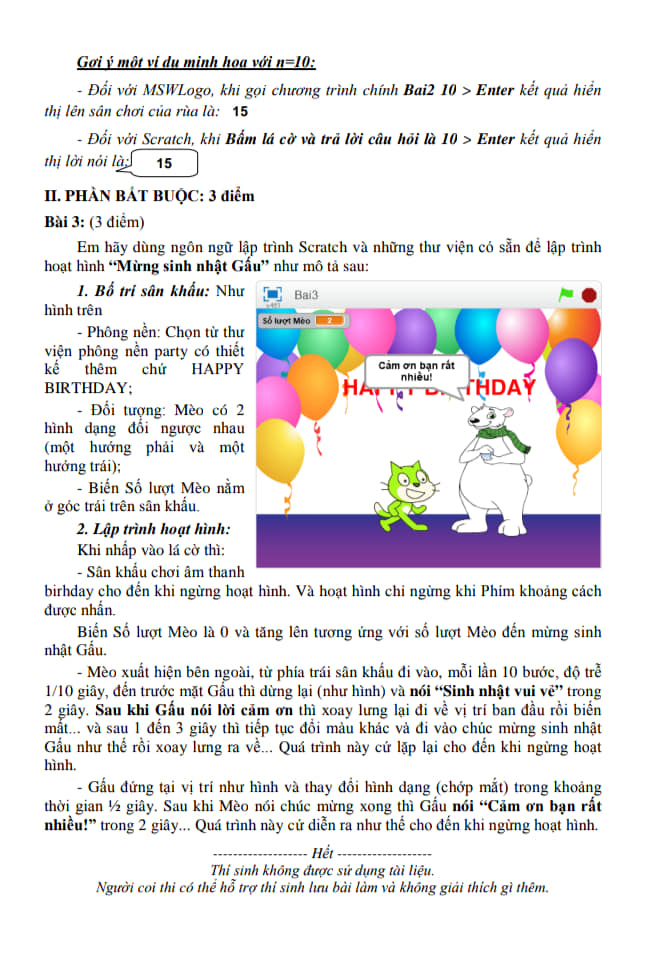 Gợi ý một ví dụ minh họa với n=10:
- Đối với MSWLogo, khi gọi chương trình chính Bai2 10 > Enter kết quả hiển
thị lên sân chơi của rùa là: 15
- Đối với Scratch, khi Bấm lá cờ và trả lời câu hỏi là 10 > Enter kết quả hiển
thị lời nói là: 15
II. PHẦN BẮT BUỘC: 3 điểm
Bài 3: (3 điểm)
Em hãy dùng ngôn ngữ lập trình Scratch và những thư viện có sẵn để lập trình
hoạt hình “Mừng sinh nhật Gấu” như mô tả sau:
1. Bố trí sân khấu: Như
hình trên
- Phông nền: Chọn từ thư
viện phông nền party có thiết
kế thêm chữ HAPPY
BIRTHDAY;
- Đối tượng: Mèo có 2
hình dạng đối ngược nhau
(một hướng phải và một
hướng trái);
- Biến Số lượt Mèo nằm
ở góc trái trên sân khấu.
2. Lập trình hoạt hình:
Khi nhấp vào lá cờ thì:
- Sân khấu chơi âm thanh
Bai3
Số lượt Mèo 2
Cảm ơn bạn rất
nhiều!
HA THDAY
birhday cho đến khi ngừng hoạt hình. Và hoạt hình chỉ ngừng khi Phím khoảng cách
được nhấn.
Biến Số lượt Mèo là 0 và tăng lên tương ứng với số lượt Mèo đến mừng sinh
nhật Gấu.
- Mèo xuất hiện bên ngoài, từ phía trái sân khấu đi vào, mỗi lần 10 bước, độ trễ
1/10 giây, đến trước mặt Gấu thì dừng lại (như hình) và nói “Sinh nhật vui vẻ” trong
2 giây. Sau khi Gấu nói lời cảm ơn thì xoay lưng lại đi về vị trí ban đầu rồi biến
mất... và sau 1 đến 3 giây thì tiếp tục đổi màu khác và đi vào chúc mừng sinh nhật
Gấu như thế rồi xoay lưng ra về... Quá trình này cứ lặp lại cho đến khi ngừng hoạt
hình.
- Gấu đứng tại vị trí như hình và thay đổi hình dạng (chớp mắt) trong khoảng
thời gian ½ giây. Sau khi Mèo nói chúc mừng xong thì Gấu nói “Cảm ơn bạn rất
nhiều!” trong 2 giây... Quá trình này cứ diễn ra như thế cho đến khi ngừng hoạt hình.
------------------- Hết -------------------
Thí sinh không được sử dụng tài liệu.
Người coi thi có thể hỗ trợ thí sinh lưu bài làm và không giải thích gì thêm.